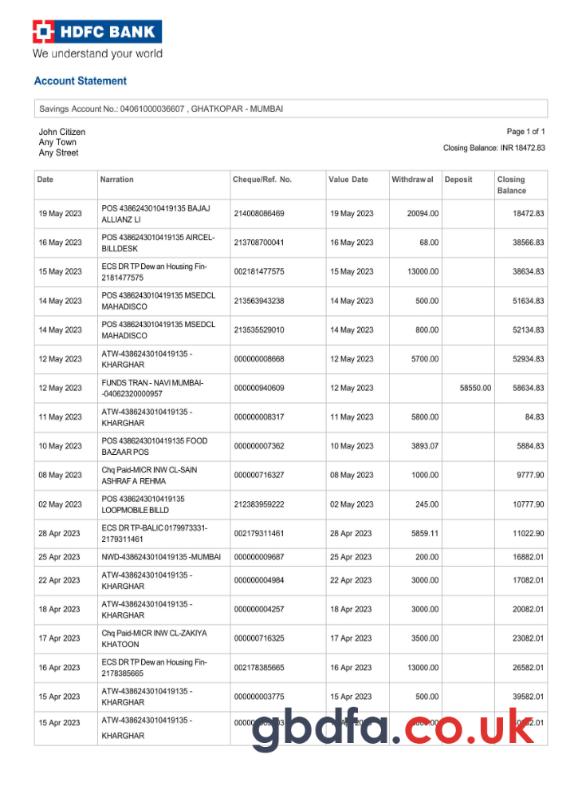 HDFC BANK
We understand your world
Account Statement
Savings Account No.: 04061000036607 , GHATKOPAR - MUMBAI
John Citizen
Any Town
Any Street
Page 1 of 1
Closing Balance: INR 18472.83
Date Narration Cheque/Ref. No. Value Date Withdrawal Deposit Closing
Balance
19 May 2023 POS 4386243010419135 BAJAJ 214008086469 19 May 2023 20094.00 18472.83
ALLIANZ LI
16 May 2023 POS 4386243010419135 AIRCEL- 213708700041 16 May 2023 68.00 38566.83
BILLDESK
15 May 2023 ECS DR TP Dewan Housing Fin- 002181477575 15 May 2023 13000.00 38634.83
2181477575
14 May 2023 POS 4386243010419135 MSEDCL 213563943238 14 May 2023 500.00 51634.83
MAHADISCO
14 May 2023 POS 4386243010419135 MSEDCL 213535529010 14 May 2023 800.00 52134.83
MAHADISCO
12 May 2023 ATW-4386243010419135 - 000000008668 12 May 2023 5700.00 52934.83
KHARGHAR
12 May 2023 FUNDS TRAN - NAVI MUMBAI- 000000940609 12 May 2023 58550.00 58634.83
-04062320000957
11 May 2023 ATW-4386243010419135 - 000000008317 11 May 2023 5800.00 84.83
KHARGHAR
10 May 2023 POS 4386243010419135 FOOD 000000007362 10 May 2023 3893.07 5884.83
BAZAAR POS
08 May 2023 Chq Paid-MICR INW CL-SAIN 000000716327 08 May 2023 1000.00 9777.90
ASHRAF A REHMA
02 May 2023 POS 4386243010419135 212383959222 02 May 2023 245.00 10777.90
LOOPMOBILE BILLD
28 Apr 2023 ECS DR TP-BALIC 0179973331- 002179311461 28 Apr 2023 5859.11 11022.90
2179311461
25 Apr 2023 NWD-4386243010419135 -MUMBAI 000000009687 25 Apr 2023 200.00 16882.01
22 Apr 2023 ATW-4386243010419135 - 000000004984 22 Apr 2023 3000.00 17082.01
KHARGHAR
18 Apr 2023 ATW-4386243010419135 - 000000004257 18 Apr 2023 3000.00 20082.01
KHARGHAR
17 Apr 2023 Chq Paid-MICR INW CL-ZAKIYA 000000716325 17 Apr 2023 3500.00 23082.01
KHATOON
16 Apr 2023 ECS DR TP Dewan Housing Fin- 002178385665 16 Apr 2023 13000.00 26582.01
2178385665
15 Apr 2023 ATW-4386243010419135 - 000000003775 15 Apr 2023 500.00 39582.01
KHARGHAR
15 Apr 2023 ATW-4386243010419135 -
KHARGHAR
gbdfa.co.uk